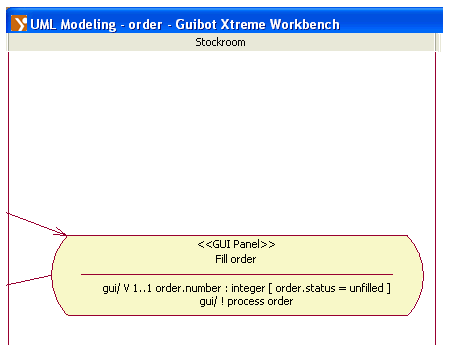 UML Modeling - order - Guibot Xtreme Workbench
Stockroom
<<GUI Panel>>
Fill order
gui/ V 1..1 order.number : integer [ order.status = unfilled ]
gui/ ! process order